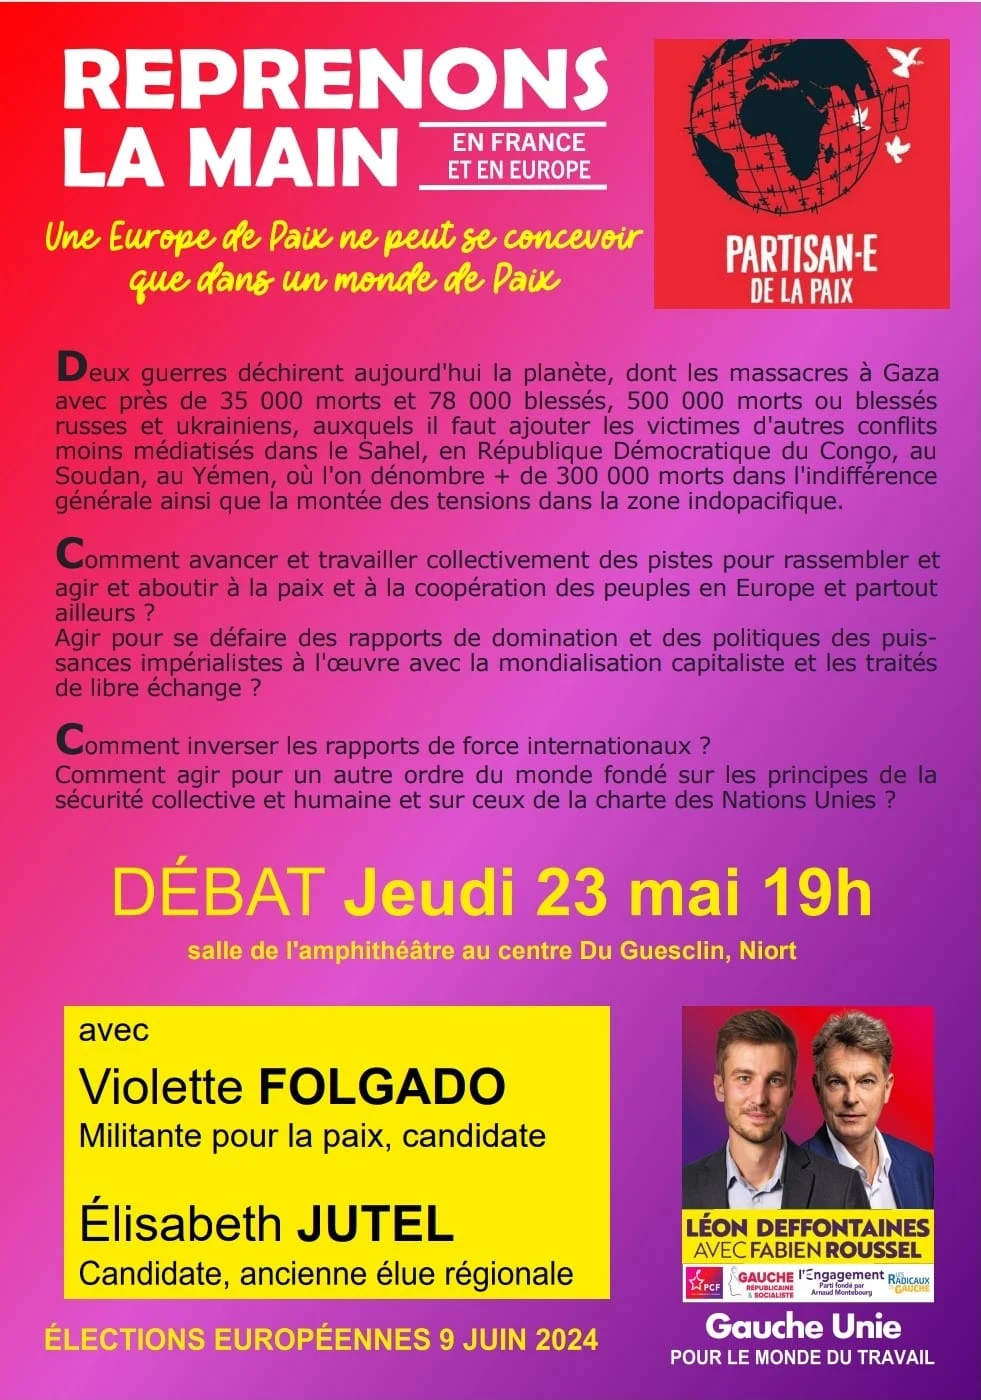 REPRENONS
LA MAIN
EN FRANCE
ET EN EUROPE
Une Europe de Paix ne peut se concevoir
que dans un monde de Paix
PARTISAN-E
DE LA PAIX
Deux guerres déchirent aujourd'hui la planète, dont les massacres à Gaza
avec près de 35 000 morts et 78 000 blessés, 500 000 morts ou blessés
russes et ukrainiens, auxquels il faut ajouter les victimes d'autres conflits
moins médiatisés dans le Sahel, en République Démocratique du Congo, au
Soudan, au Yémen, où l'on dénombre + de 300 000 morts dans l'indifférence
générale ainsi que la montée des tensions dans la zone indopacifique.
Comment avancer et travailler collectivement des pistes pour rassembler et
agir et aboutir à la paix et à la coopération des peuples en Europe et partout
ailleurs ?
Agir pour se défaire des rapports de domination et des politiques des puis-
sances impérialistes à l'œuvre avec la mondialisation capitaliste et les traités
de libre échange ?
Comment inverser les rapports de force internationaux ?
Comment agir pour un autre ordre du monde fondé sur les principes de la
sécurité collective et humaine et sur ceux de la charte des Nations Unies ?
DÉBAT Jeudi 23 mai 19h
salle de l'amphithéâtre au centre Du Guesclin, Niort
avec
Violette FOLGADO
Militante pour la paix, candidate
Élisabeth JUTEL
Candidate, ancienne élue régionale
ÉLECTIONS EUROPÉENNES 9 JUIN 2024
LÉON DEFFONTAINES
AVEC FABIEN ROUSSEL
PCF
GAUCHE
RÉPUBLICAINE
& SOCIALISTE
l'Engagement
Parti fondé par
Arnaud Montebourg
LES
RADICAUX
DE GAUCHE
Gauche Unie
POUR LE MONDE DU TRAVAIL